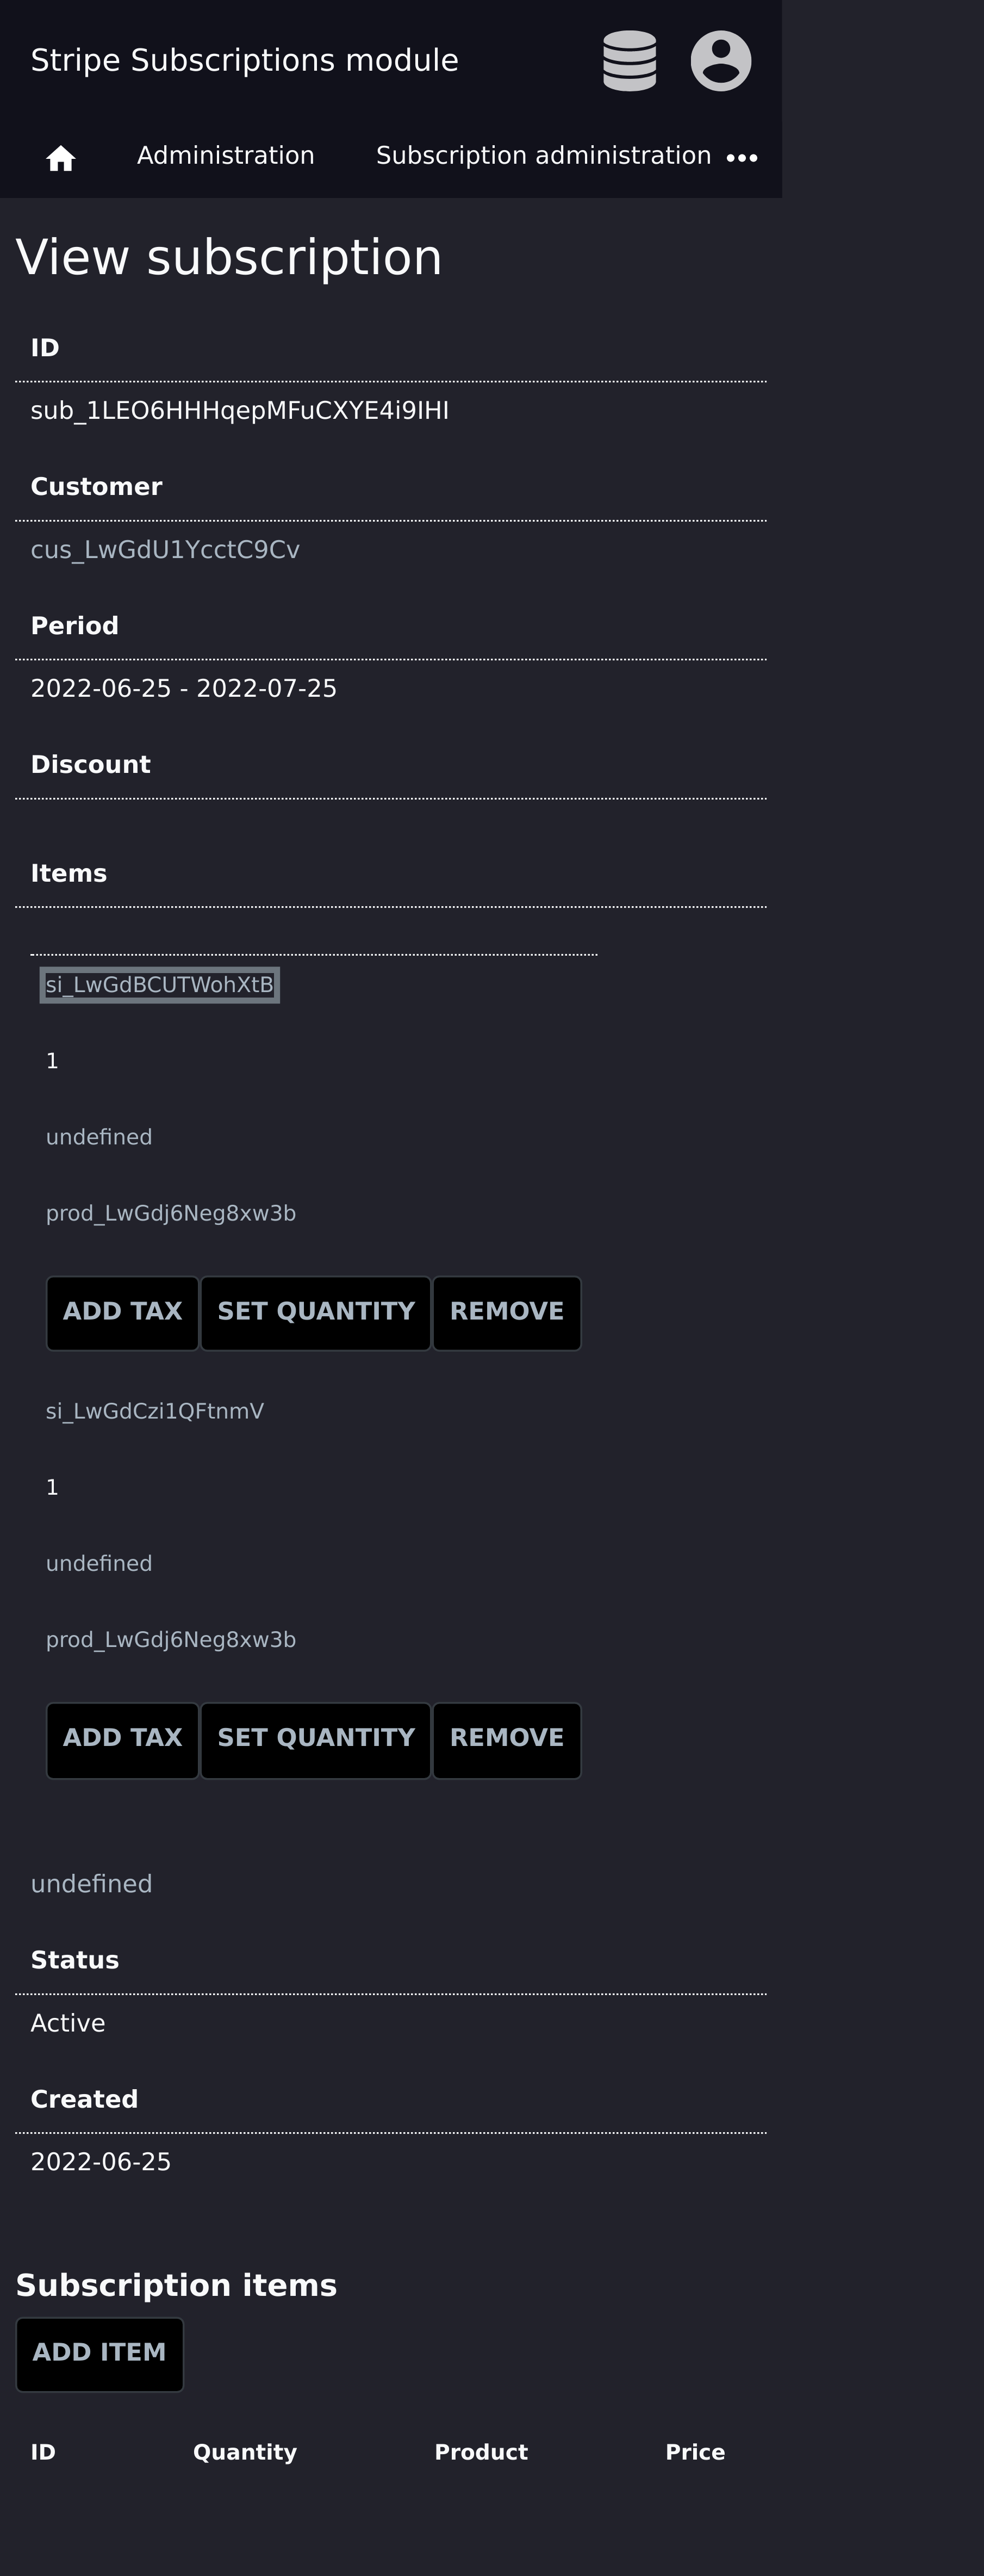 Stripe Subscriptions module
Administration Subscription administration
View subscription
ID
sub_1LEO6HHHqepMFuCXYE4i9IHI
Customer
cus_LwGdU1YcctC9Cv
Period
2022-06-25 - 2022-07-25
Discount
Items
si_LwGdBCUTWohXtB
1
undefined
prod_LwGdj6Neg8xw3b
ADD TAX SET QUANTITY REMOVE
si_LwGdCzi1QFtnmV
1
undefined
prod_LwGdj6Neg8xw3b
ADD TAX SET QUANTITY REMOVE
undefined
Status
Active
Created
2022-06-25
Subscription items
ADD ITEM
ID Quantity Product Price